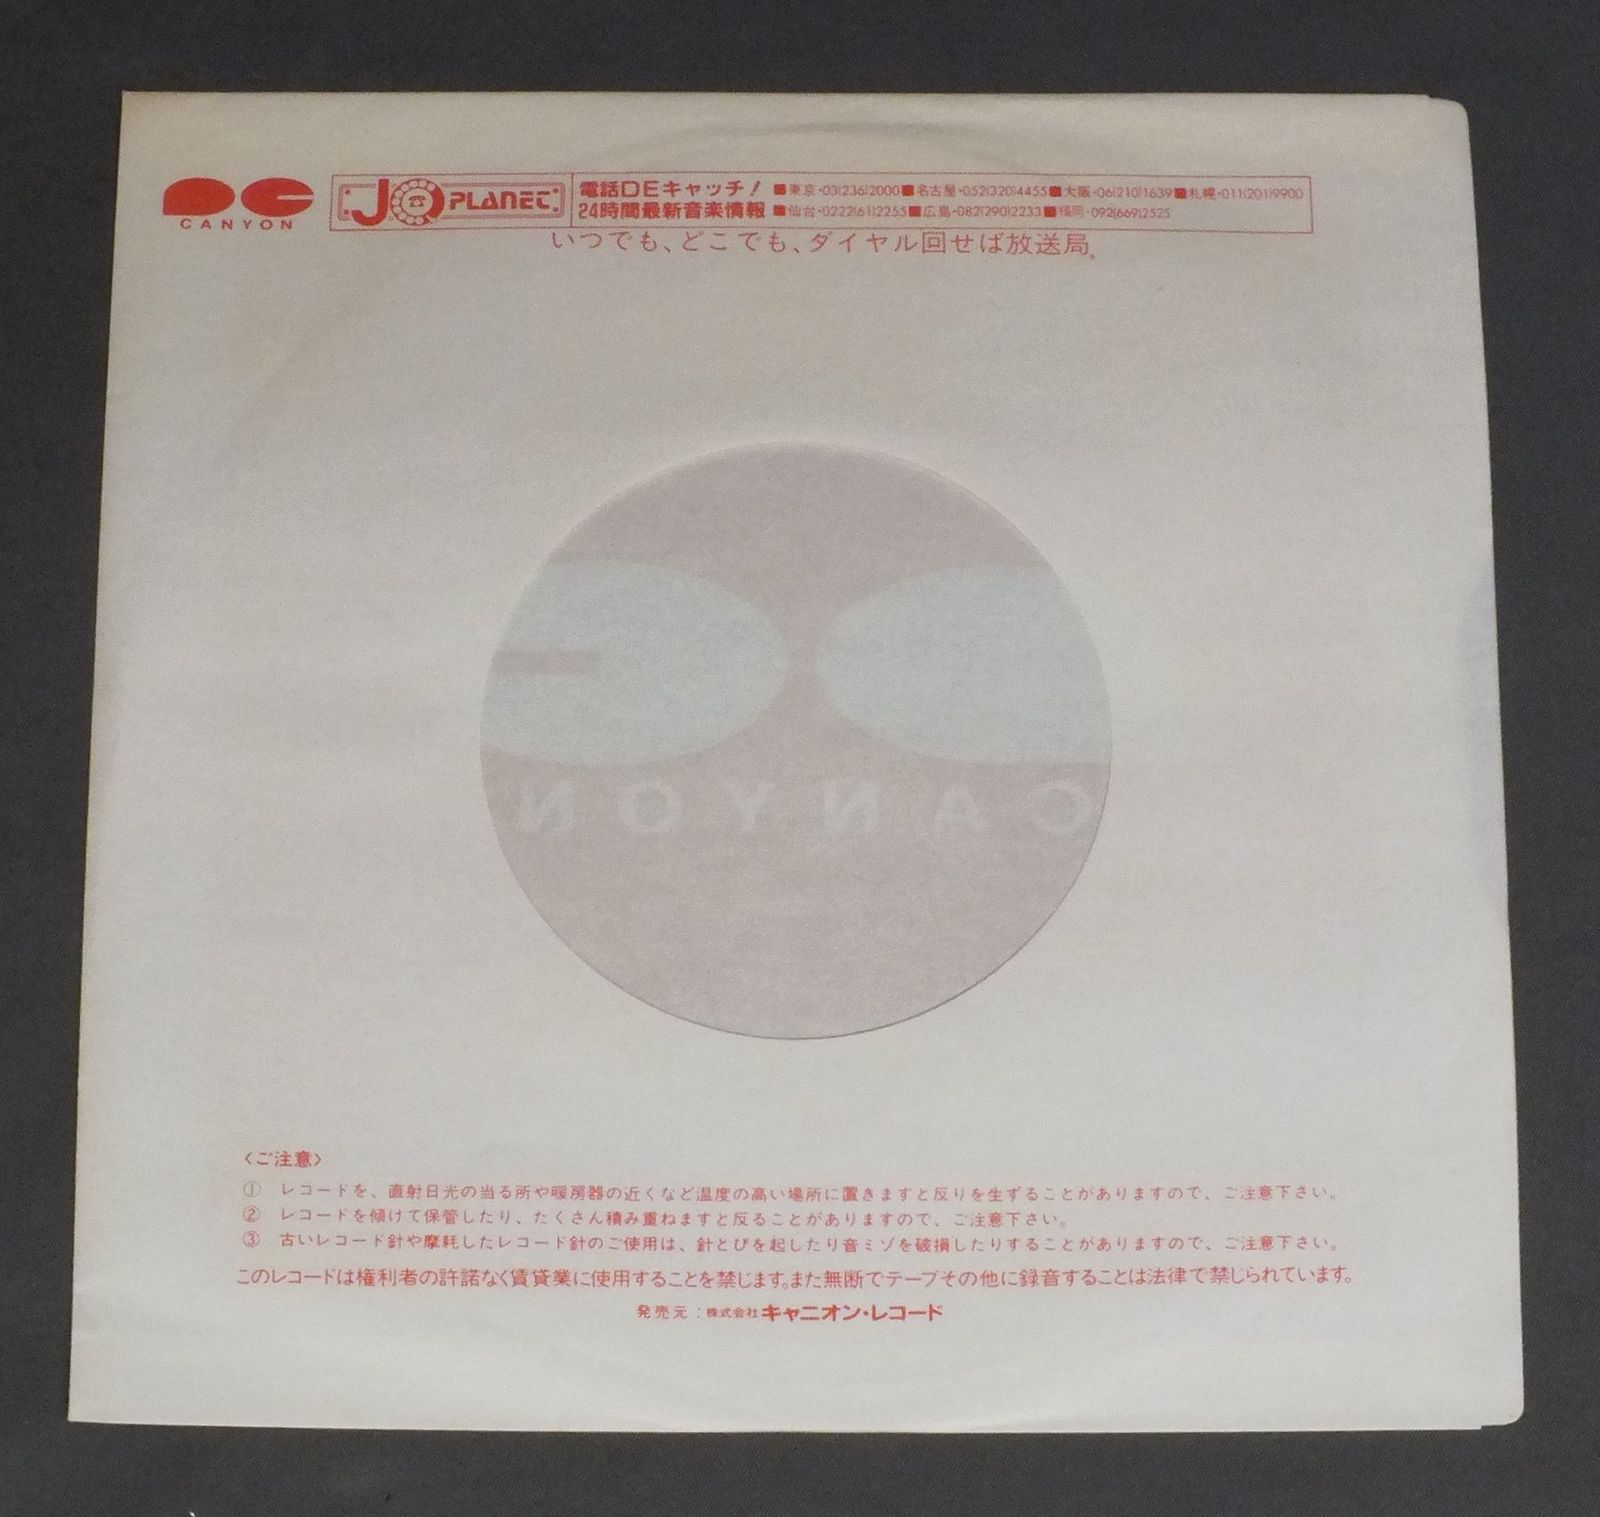 CANYON
JO PLANET
電話DEキャッチ! ■東京・03(236)2000■名古屋・052(320)4455■大阪・06(210)1639■札幌・011(201)9900
24時間最新音楽情報 ■仙台・0222(61)2253■広島・082(290)2233■福岡・092(669)2525
いつでも、どこでも、ダイヤル回せば放送局。
CANYON
〈ご注意〉
① レコードを、直射日光の当る所や暖房器の近くなど温度の高い場所に置きますと反りを生ずることがありますので、ご注意下さい。
② レコードを傾けて保管したり、たくさん積み重ねますと反ることがありますので、ご注意下さい。
③ 古いレコード針や摩耗したレコード針のご使用は、針とびを起したり音ミゾを破損したりすることがありますので、ご注意下さい。
このレコードは権利者の許諾なく賃貸業に使用することを禁じます。また無断でテープその他に録音することは法律で禁じられています。
発売元：株式会社キャニオン・レコード